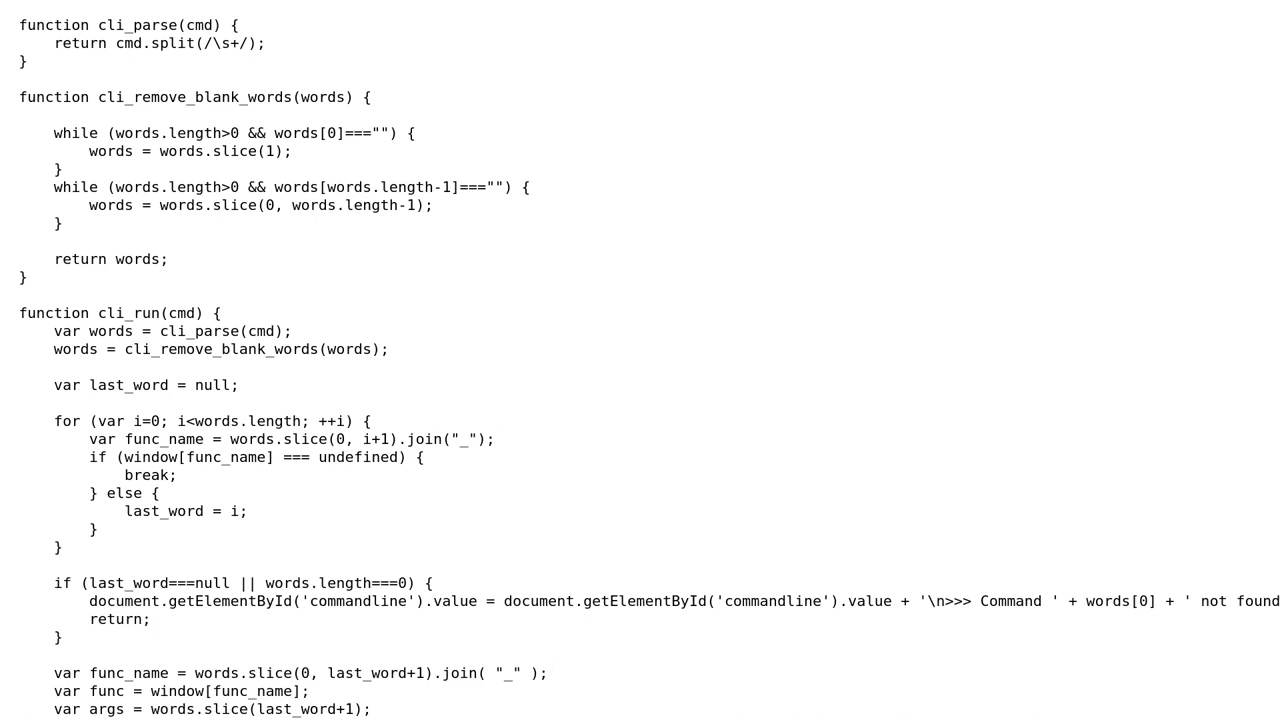 function cli_parse(cmd) {
    return cmd.split(/\s+/);
}

function cli_remove_blank_words(words) {

    while (words.length>0 && words[0]==="") {
        words = words.slice(1);
    }
    while (words.length>0 && words[words.length-1]==="") {
        words = words.slice(0, words.length-1);
    }

    return words;
}

function cli_run(cmd) {
    var words = cli_parse(cmd);
    words = cli_remove_blank_words(words);

    var last_word = null;

    for (var i=0; i<words.length; ++i) {
        var func_name = words.slice(0, i+1).join("_");
        if (window[func_name] === undefined) {
            break;
        } else {
            last_word = i;
        }
    }

    if (last_word===null || words.length===0) {
        document.getElementById('commandline').value = document.getElementById('commandline').value + '\n>>> Command ' + words[0] + ' not found
        return;
    }

    var func_name = words.slice(0, last_word+1).join( "_" );
    var func = window[func_name];
    var args = words.slice(last_word+1);